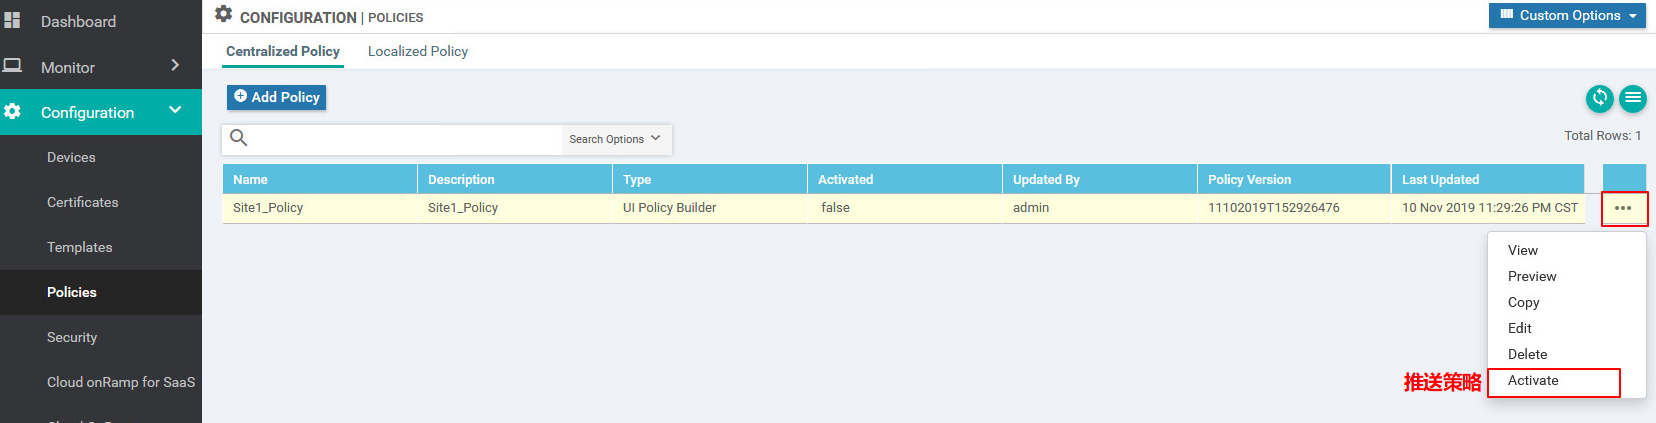 Dashboard
Monitor
Configuration
Devices
Certificates
Templates
Policies
Security
Cloud onRamp for SaaS
CONFIGURATION | POLICIES
Custom Options
Centralized Policy Localized Policy
Add Policy
Search Options
Total Rows: 1
Name Description Type Activated Updated By Policy Version Last Updated
Site1_Policy Site1_Policy UI Policy Builder false admin 11102019T152926476 10 Nov 2019 11:29:26 PM CST
View
Preview
Copy
Edit
Delete
推送策略 Activate